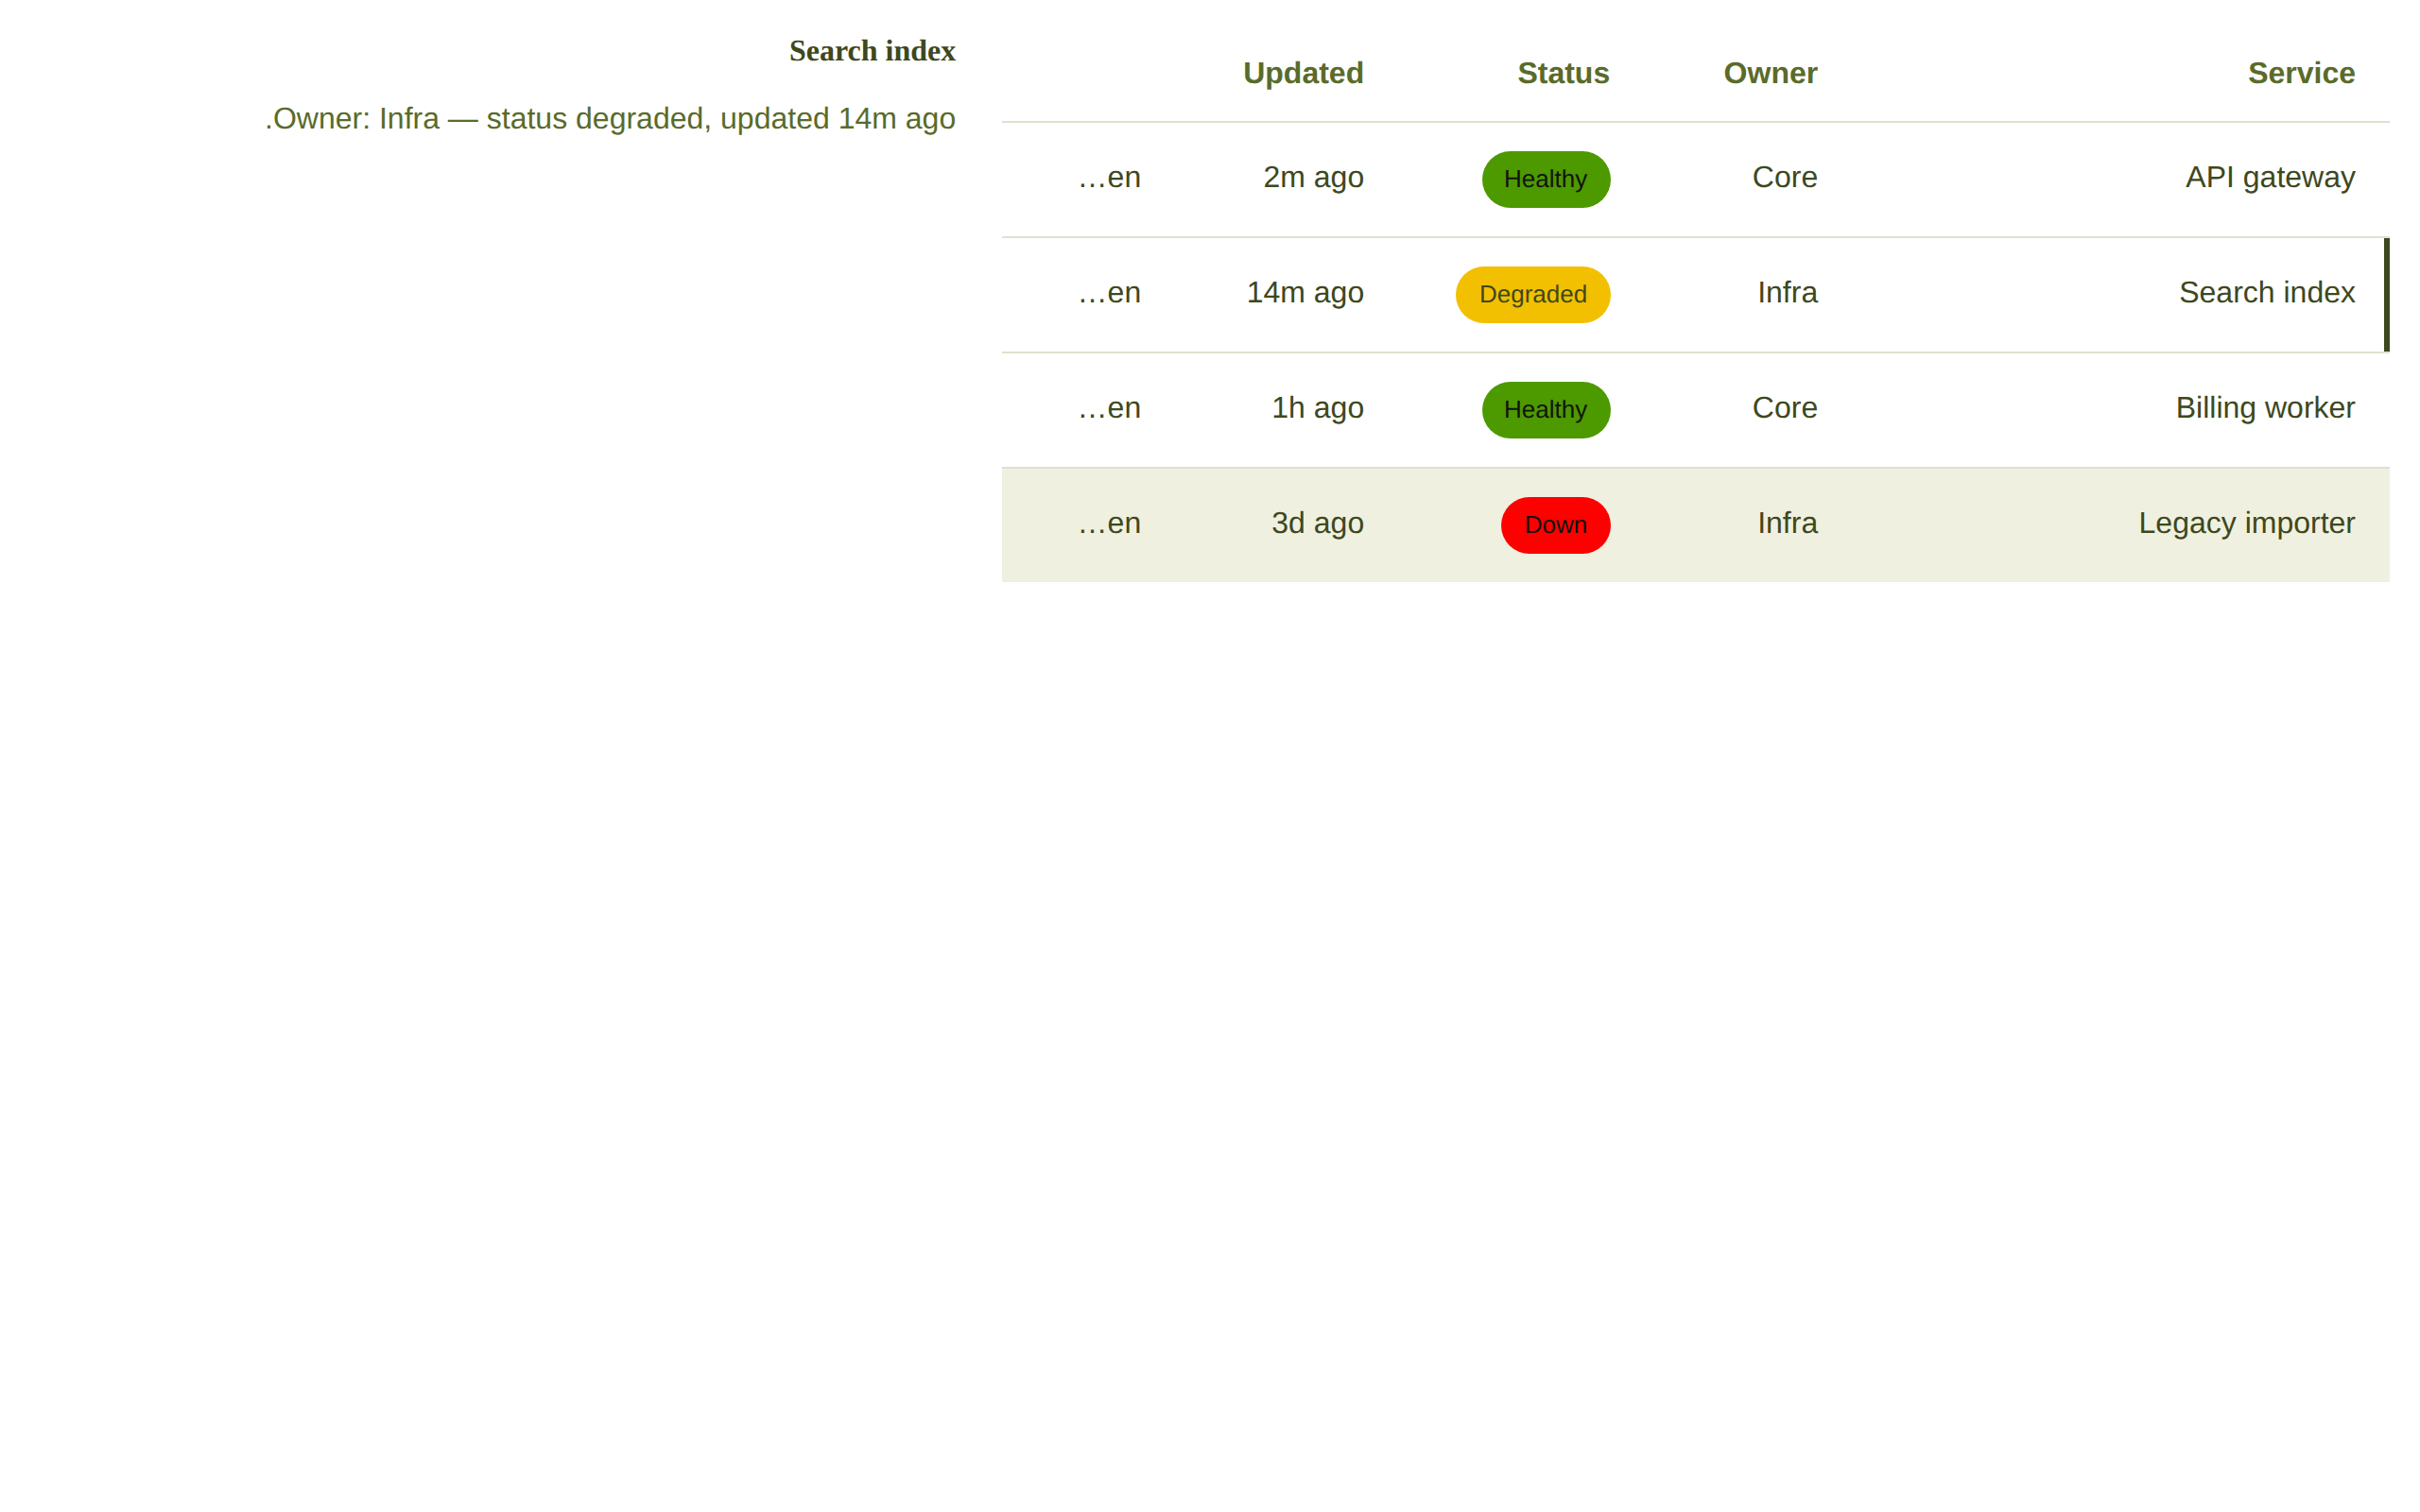 Service Owner Status Updated
API gateway Core Healthy 2m ago …en
Search index Infra Degraded 14m ago …en
Billing worker Core Healthy 1h ago …en
Legacy importer Infra Down 3d ago …en
Search index
.Owner: Infra — status degraded, updated 14m ago